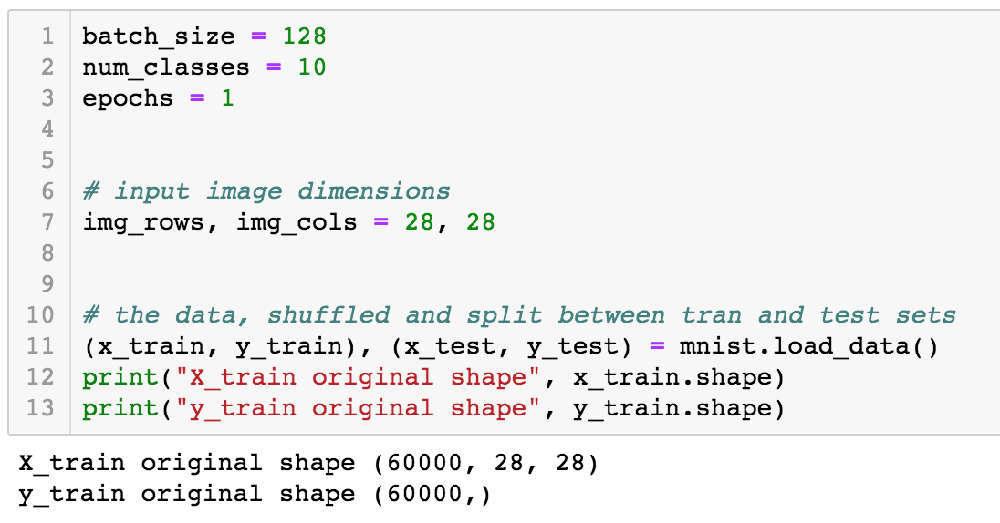 1 batch_size = 128
2 num_classes = 10
3 epochs = 1
4
5
6 # input image dimensions
7 img_rows, img_cols = 28, 28
8
9
10 # the data, shuffled and split between tran and test sets
11 (x_train, y_train), (x_test, y_test) = mnist.load_data()
12 print("X_train original shape", x_train.shape)
13 print("y_train original shape", y_train.shape)
X_train original shape (60000, 28, 28)
y_train original shape (60000,)